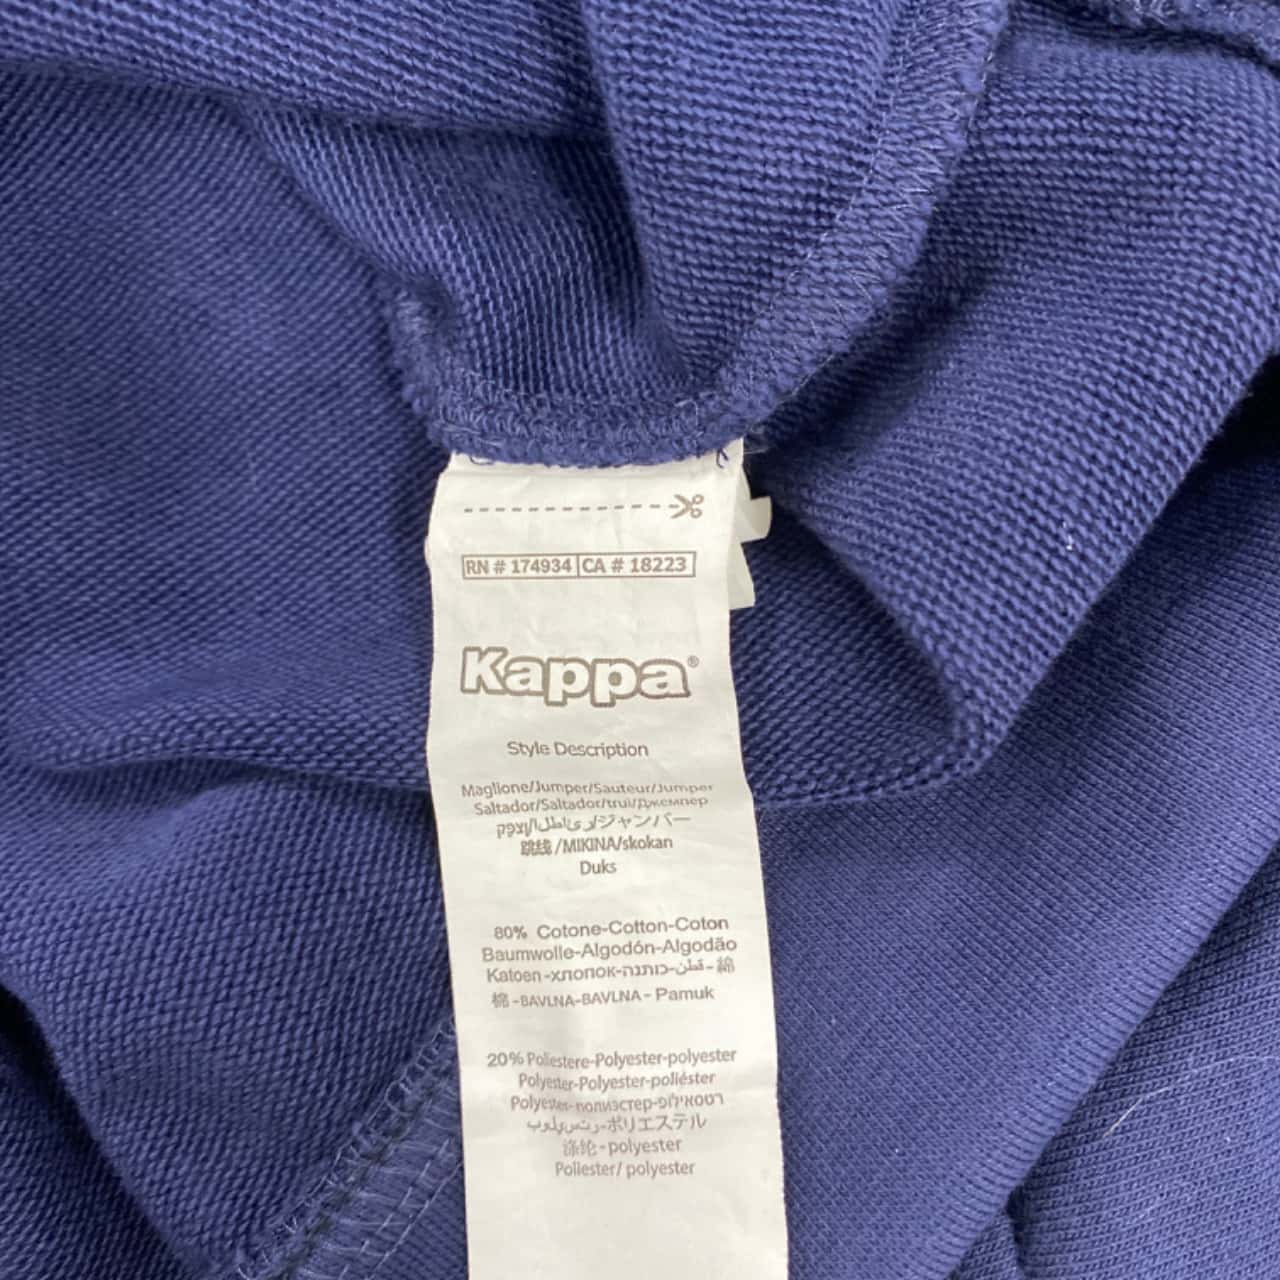 RN # 174934 CA # 18223
Kappa®
Style Description
Maglione/Jumper/Sauteur/Jumper
Saltador/Saltador/trui/Джемпер
ジャンバー
跳线/MIKINA/skokan
Duks
80% Cotone-Cotton-Coton
Baumwolle-Algodón-Algodão
Katoen-хлопок-כותנה-قطن-綿
棉-BAVLNA-BAVLNA-Pamuk
20% Poliestere-Polyester-polyester
Polyester-Polyester-poliéster
Polyester-полиэстер-פוליאסטר
ポリエステル
涤纶-polyester
Poliester/ polyester